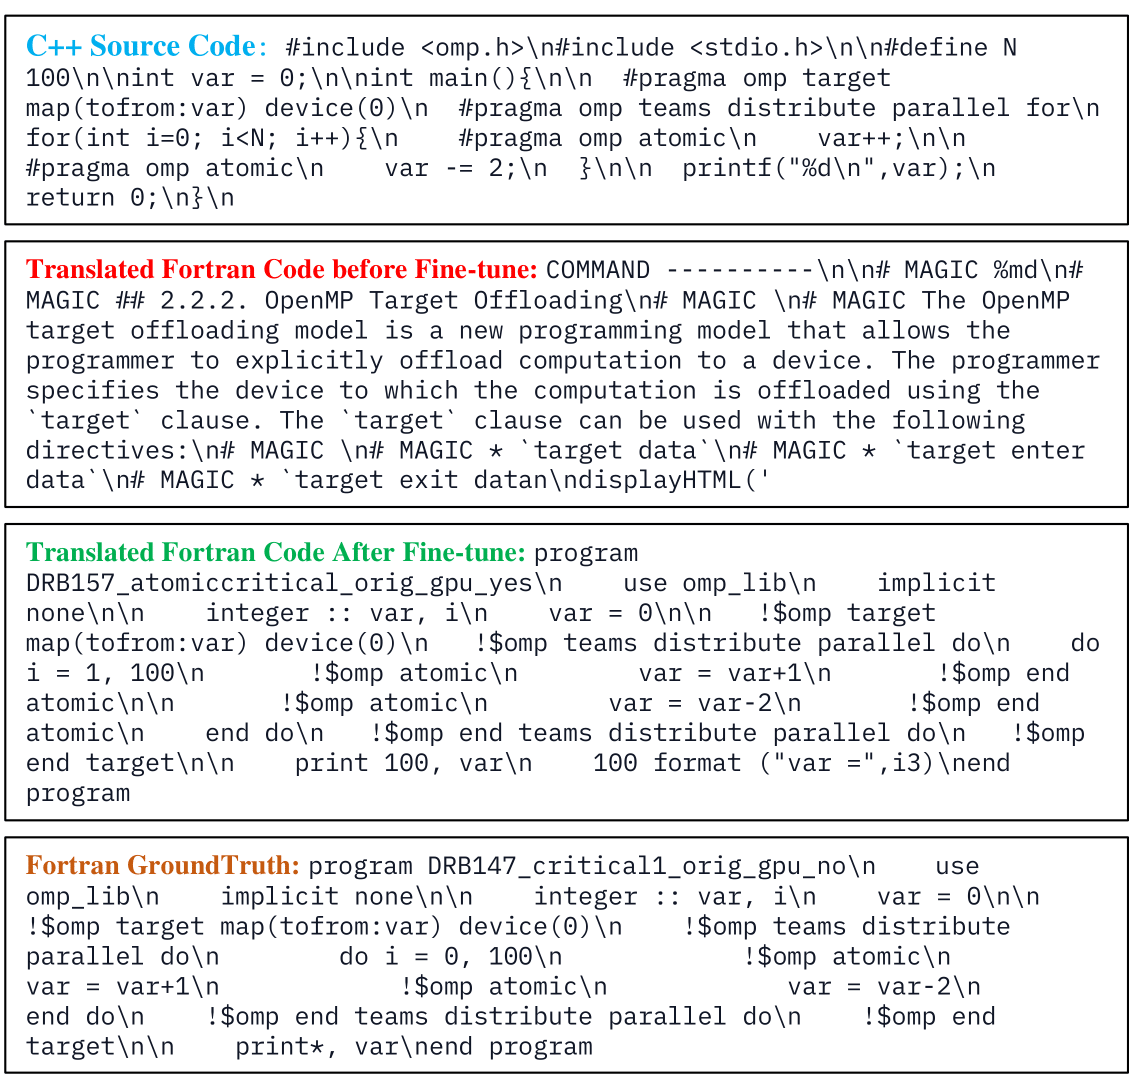 C++ Source Code: #include <omp.h>\n#include <stdio.h>\n\n#define N
100\n\nint var = 0;\n\nint main(){\n\n  #pragma omp target
map(tofrom:var) device(0)\n  #pragma omp teams distribute parallel for\n
for(int i=0; i<N; i++){\n    #pragma omp atomic\n    var++;\n\n
#pragma omp atomic\n    var -= 2;\n  }\n\n  printf("%d\n",var);\n
return 0;\n}\n
Translated Fortran Code before Fine-tune: COMMAND ----------\n\n# MAGIC %md\n#
MAGIC ## 2.2.2. OpenMP Target Offloading\n# MAGIC \n# MAGIC The OpenMP
target offloading model is a new programming model that allows the
programmer to explicitly offload computation to a device. The programmer
specifies the device to which the computation is offloaded using the
`target` clause. The `target` clause can be used with the following
directives:\n# MAGIC \n# MAGIC * `target data`\n# MAGIC * `target enter
data`\n# MAGIC * `target exit datan\ndisplayHTML('
Translated Fortran Code After Fine-tune: program
DRB157_atomiccritical_orig_gpu_yes\n    use omp_lib\n    implicit
none\n\n    integer :: var, i\n    var = 0\n\n   !$omp target
map(tofrom:var) device(0)\n   !$omp teams distribute parallel do\n    do
i = 1, 100\n       !$omp atomic\n        var = var+1\n       !$omp end
atomic\n\n       !$omp atomic\n        var = var-2\n       !$omp end
atomic\n    end do\n   !$omp end teams distribute parallel do\n   !$omp
end target\n\n    print 100, var\n    100 format ("var =",i3)\nend
program
Fortran GroundTruth: program DRB147_critical1_orig_gpu_no\n    use
omp_lib\n    implicit none\n\n    integer :: var, i\n    var = 0\n\n
!$omp target map(tofrom:var) device(0)\n    !$omp teams distribute
parallel do\n        do i = 0, 100\n            !$omp atomic\n
var = var+1\n            !$omp atomic\n            var = var-2\n
end do\n    !$omp end teams distribute parallel do\n    !$omp end
target\n\n    print*, var\nend program